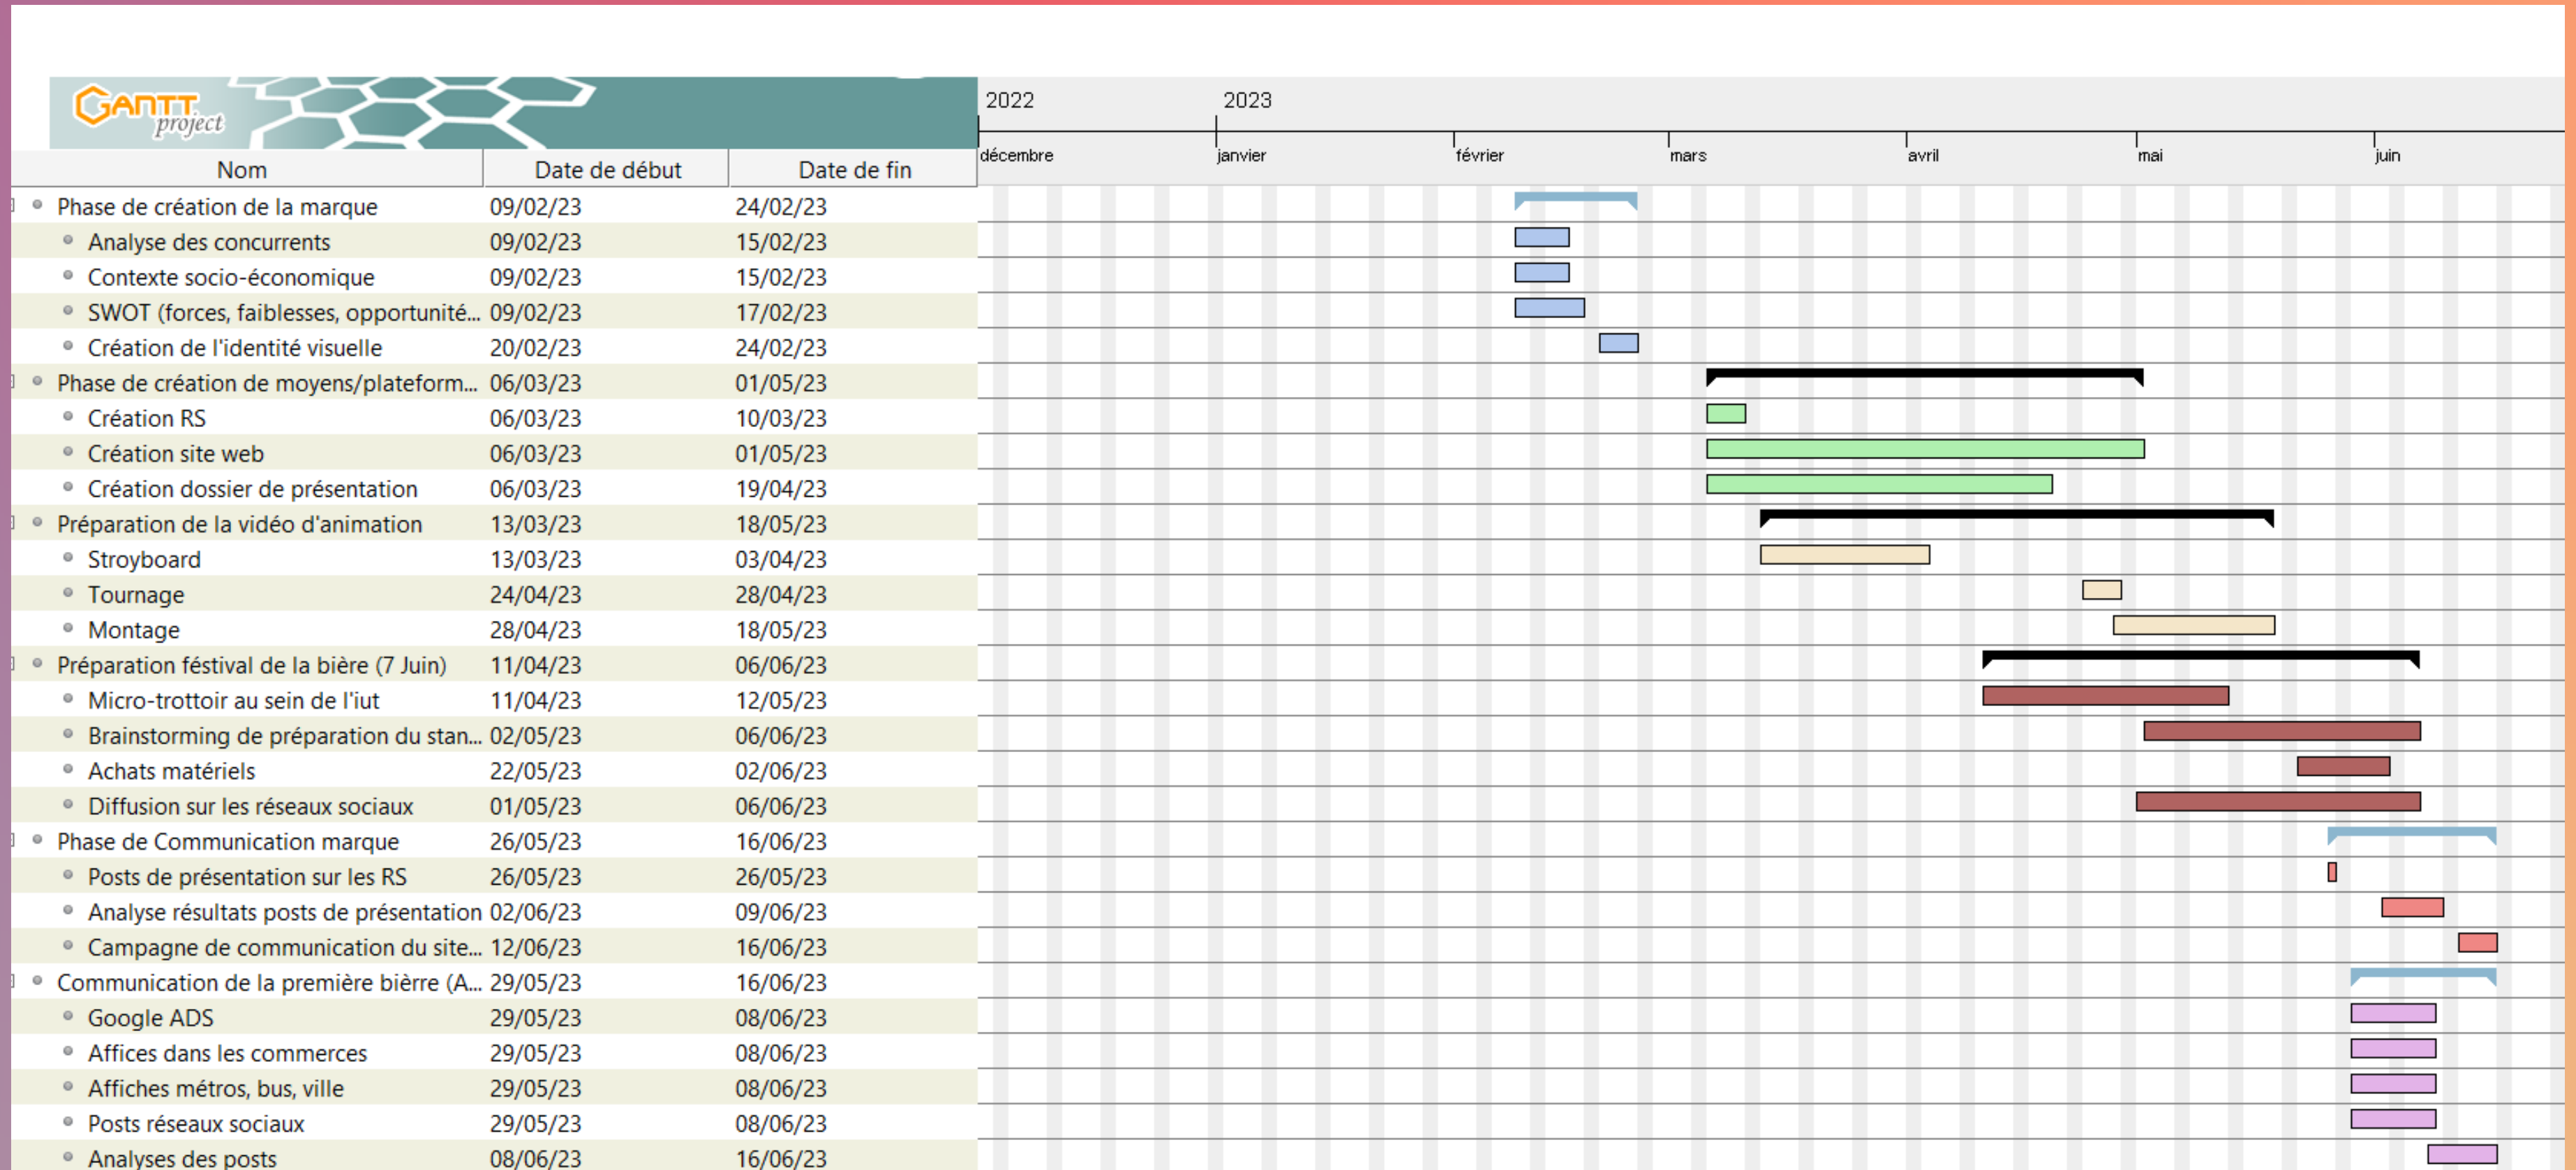 GANTT project
2022 2023
décembre janvier février mars avril mai juin
Nom Date de début Date de fin
Phase de création de la marque 09/02/23 24/02/23
Analyse des concurrents 09/02/23 15/02/23
Contexte socio-économique 09/02/23 15/02/23
SWOT (forces, faiblesses, opportunité... 09/02/23 17/02/23
Création de l'identité visuelle 20/02/23 24/02/23
Phase de création de moyens/plateform... 06/03/23 01/05/23
Création RS 06/03/23 10/03/23
Création site web 06/03/23 01/05/23
Création dossier de présentation 06/03/23 19/04/23
Préparation de la vidéo d'animation 13/03/23 18/05/23
Stroyboard 13/03/23 03/04/23
Tournage 24/04/23 28/04/23
Montage 28/04/23 18/05/23
Préparation féstival de la bière (7 Juin) 11/04/23 06/06/23
Micro-trottoir au sein de l'iut 11/04/23 12/05/23
Brainstorming de préparation du stan... 02/05/23 06/06/23
Achats matériels 22/05/23 02/06/23
Diffusion sur les réseaux sociaux 01/05/23 06/06/23
Phase de Communication marque 26/05/23 16/06/23
Posts de présentation sur les RS 26/05/23 26/05/23
Analyse résultats posts de présentation 02/06/23 09/06/23
Campagne de communication du site... 12/06/23 16/06/23
Communication de la première bièrre (A... 29/05/23 16/06/23
Google ADS 29/05/23 08/06/23
Affices dans les commerces 29/05/23 08/06/23
Affiches métros, bus, ville 29/05/23 08/06/23
Posts réseaux sociaux 29/05/23 08/06/23
Analyses des posts 08/06/23 16/06/23